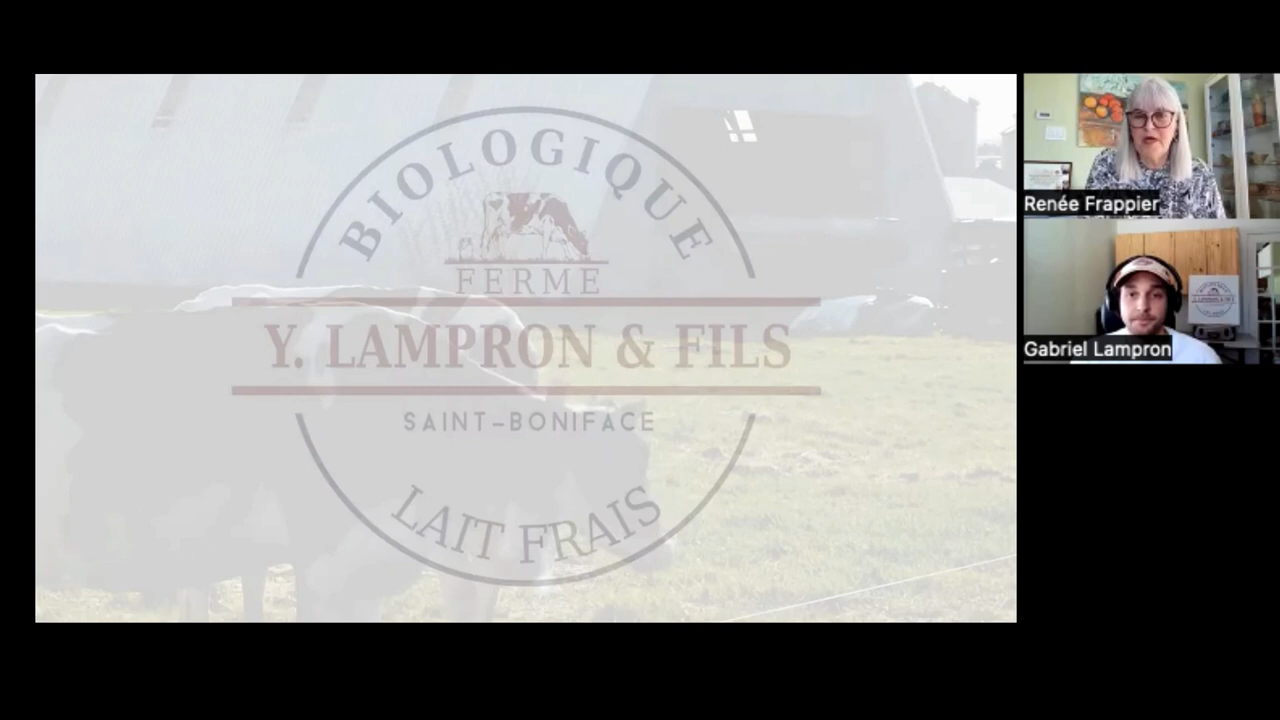 BIOLOGIQUE
FERME
Y. LAMPRON & FILS
SAINT-BONIFACE
LAIT FRAIS
Renée Frappier
Gabriel Lampron